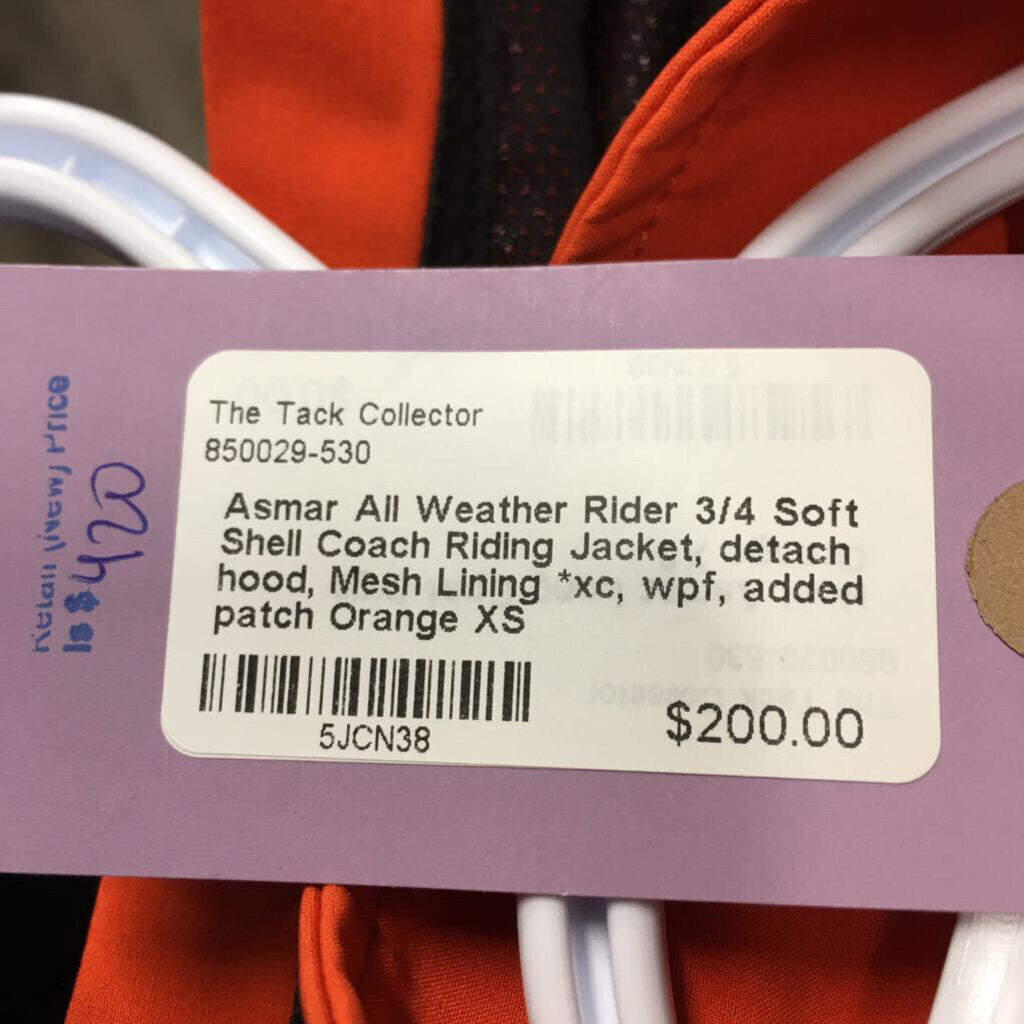 The Tack Collector
850029-530
Asmar All Weather Rider 3/4 Soft
Shell Coach Riding Jacket, detach
hood, Mesh Lining *xc, wpf, added
patch Orange XS
5JCN38
$200.00
Retail (new) Price
is $420